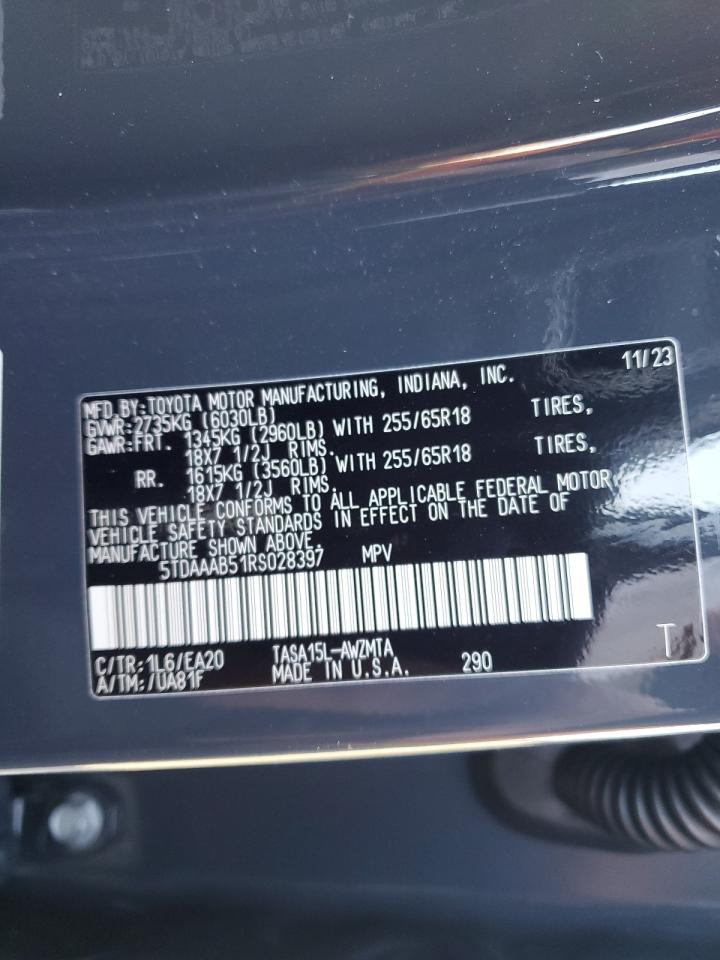 11/23
MFD.BY:TOYOTA MOTOR MANUFACTURING, INDIANA, INC.
GVWR:2735KG (6030LB)
GAWR:FRT. 1345KG (2960LB) WITH 255/65R18 TIRES,
18X7 1/2J RIMS.
RR. 1615KG (3560LB) WITH 255/65R18 TIRES,
18X7 1/2J RIMS.
THIS VEHICLE CONFORMS TO ALL APPLICABLE FEDERAL MOTOR
VEHICLE SAFETY STANDARDS IN EFFECT ON THE DATE OF
MANUFACTURE SHOWN ABOVE.
5TDAAAB51RS028397 MPV
C/TR:1L6/EA20 TASA15L-AWZMTA
A/TM:/UA81F MADE IN U.S.A. 290 T